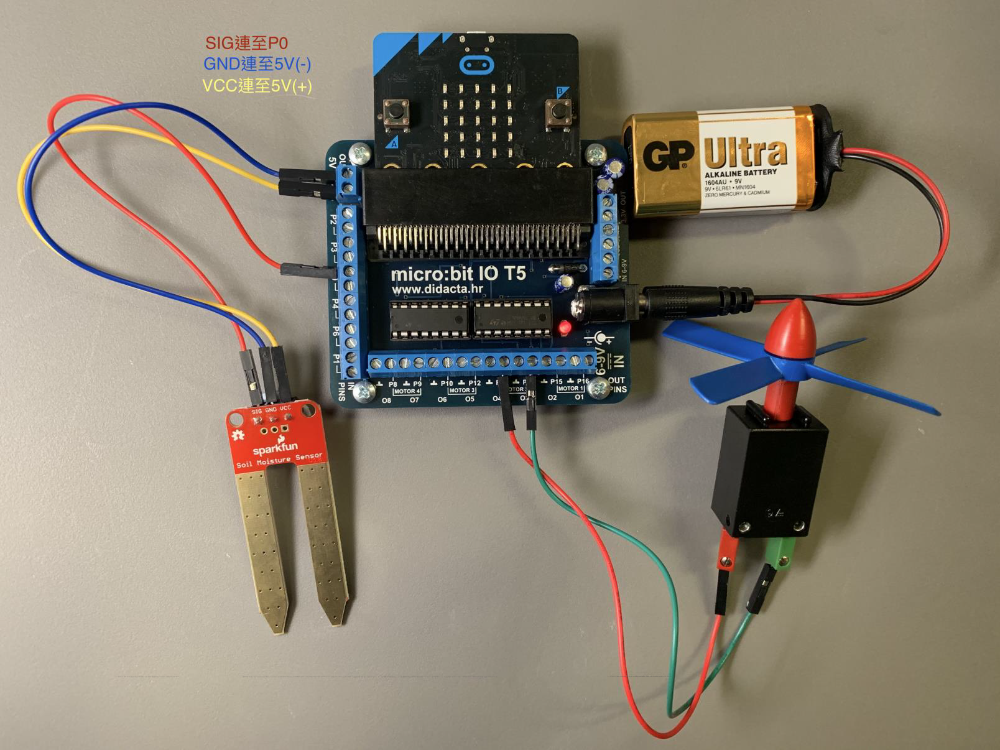 SIG連至P0
GND連至5V(-)
VCC連至5V(+)
A
B
5V
P2
P3
P4
P6
P1
IN
PINS
3V OUT
IN 6-9V
micro:bit IO T5
www.didacta.hr
- +
6-9V
IN
P8 P9 P10 P12 P15 P16
OUT
PINS
MOTOR 4 MOTOR 3 MOTOR 1
O8 O7 O6 O5 O4 O2 O1
GP
Ultra
ALKALINE BATTERY
1604AU • 9V
9V • 6LR61 • MN1604
ZERO MERCURY & CADMIUM
SIG GND VCC
sparkfun
Soil Moisture Sensor